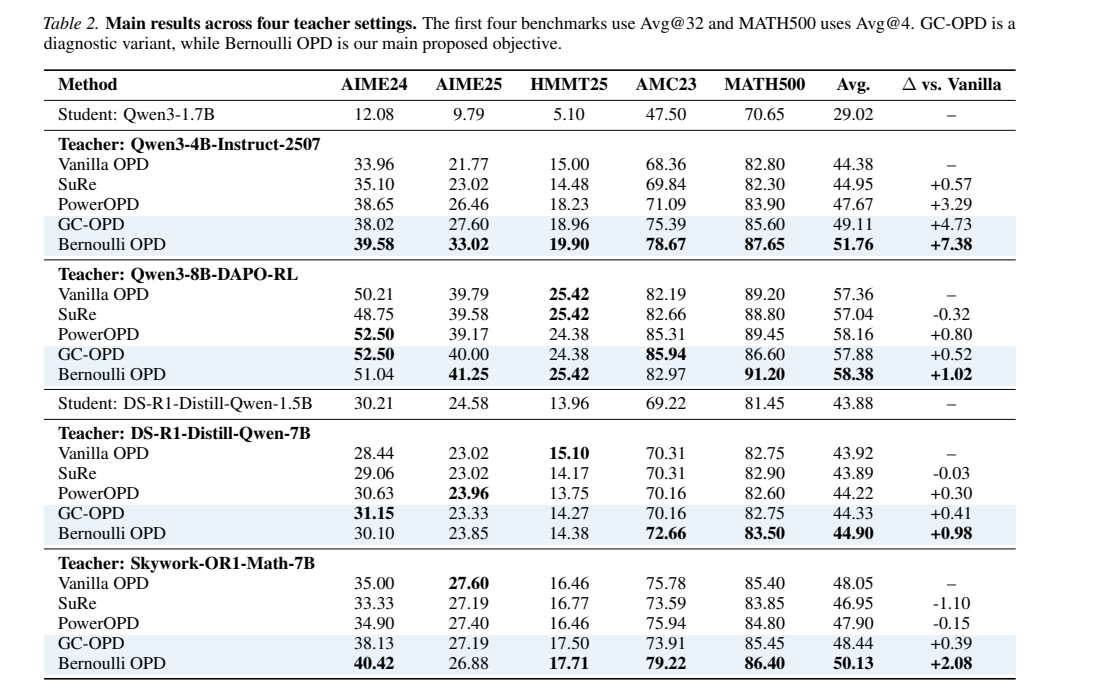 Table 2. Main results across four teacher settings. The first four benchmarks use Avg@32 and MATH500 uses Avg@4. GC-OPD is a
diagnostic variant, while Bernoulli OPD is our main proposed objective.
Method AIME24 AIME25 HMMT25 AMC23 MATH500 Avg. Δ vs. Vanilla
Student: Qwen3-1.7B 12.08 9.79 5.10 47.50 70.65 29.02 –
Teacher: Qwen3-4B-Instruct-2507
Vanilla OPD 33.96 21.77 15.00 68.36 82.80 44.38 –
SuRe 35.10 23.02 14.48 69.84 82.30 44.95 +0.57
PowerOPD 38.65 26.46 18.23 71.09 83.90 47.67 +3.29
GC-OPD 38.02 27.60 18.96 75.39 85.60 49.11 +4.73
Bernoulli OPD 39.58 33.02 19.90 78.67 87.65 51.76 +7.38
Teacher: Qwen3-8B-DAPO-RL
Vanilla OPD 50.21 39.79 25.42 82.19 89.20 57.36 –
SuRe 48.75 39.58 25.42 82.66 88.80 57.04 -0.32
PowerOPD 52.50 39.17 24.38 85.31 89.45 58.16 +0.80
GC-OPD 52.50 40.00 24.38 85.94 86.60 57.88 +0.52
Bernoulli OPD 51.04 41.25 25.42 82.97 91.20 58.38 +1.02
Student: DS-R1-Distill-Qwen-1.5B 30.21 24.58 13.96 69.22 81.45 43.88 –
Teacher: DS-R1-Distill-Qwen-7B
Vanilla OPD 28.44 23.02 15.10 70.31 82.75 43.92 –
SuRe 29.06 23.02 14.17 70.31 82.90 43.89 -0.03
PowerOPD 30.63 23.96 13.75 70.16 82.60 44.22 +0.30
GC-OPD 31.15 23.33 14.27 70.16 82.75 44.33 +0.41
Bernoulli OPD 30.10 23.85 14.38 72.66 83.50 44.90 +0.98
Teacher: Skywork-OR1-Math-7B
Vanilla OPD 35.00 27.60 16.46 75.78 85.40 48.05 –
SuRe 33.33 27.19 16.77 73.59 83.85 46.95 -1.10
PowerOPD 34.90 27.40 16.46 75.94 84.80 47.90 -0.15
GC-OPD 38.13 27.19 17.50 73.91 85.45 48.44 +0.39
Bernoulli OPD 40.42 26.88 17.71 79.22 86.40 50.13 +2.08